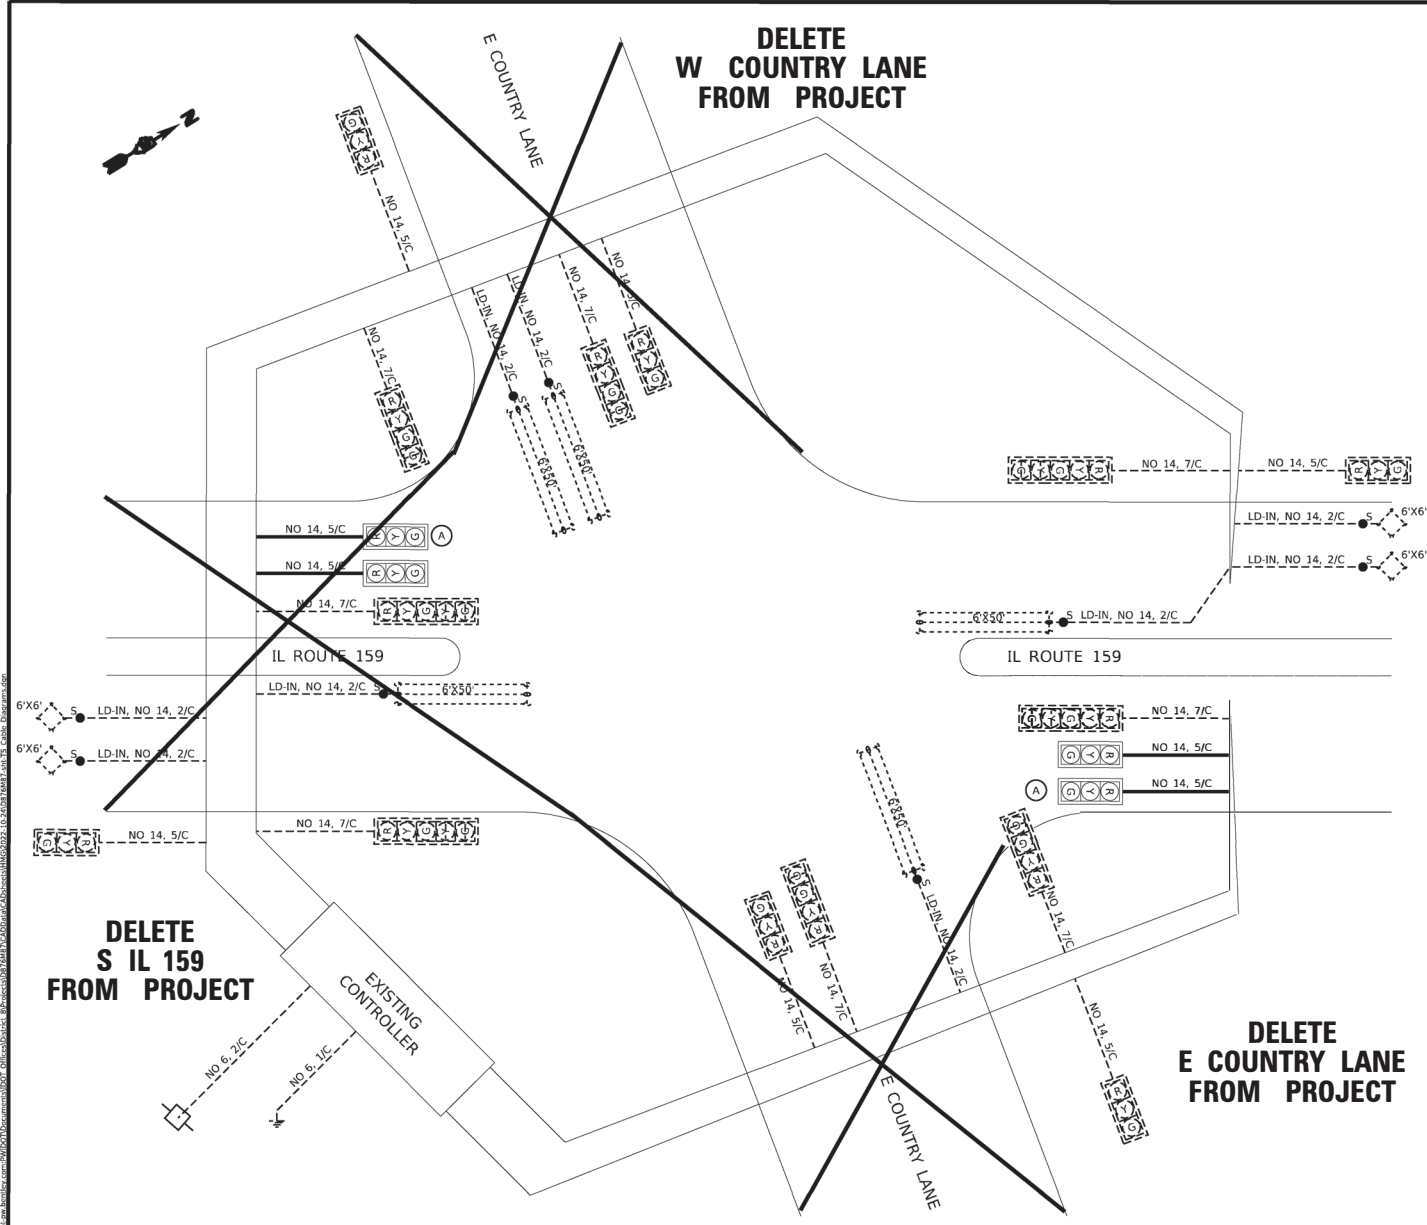 DELETE
W COUNTRY LANE
FROM PROJECT
E COUNTRY LANE
N
G Y R
NO 14, 5/C
NO 14, 7/C
R Y G G
LD-IN, NO 14, 2/C
S
6'X50'
LD-IN, NO 14, 2/C
S
6'X50'
NO 14, 7/C
R Y G G
NO 14, 5/C
R Y G
G Y G Y R
NO 14, 7/C
NO 14, 5/C
R Y G
LD-IN, NO 14, 2/C
S
6'X6'
LD-IN, NO 14, 2/C
S
6'X6'
6'X50'
S
LD-IN, NO 14, 2/C
NO 14, 5/C
R Y G
A
NO 14, 5/C
R Y G
NO 14, 7/C
R Y G Y G
IL ROUTE 159
IL ROUTE 159
LD-IN, NO 14, 2/C
S
6'X50'
6'X6'
S
LD-IN, NO 14, 2/C
6'X6'
S
LD-IN, NO 14, 2/C
G Y R
NO 14, 5/C
NO 14, 7/C
R Y G Y G
G Y G Y R
NO 14, 7/C
G Y R
NO 14, 5/C
A
G Y R
NO 14, 5/C
6'X50'
S
LD-IN, NO 14, 2/C
G G Y R
NO 14, 7/C
G Y R
NO 14, 5/C
G G Y R
NO 14, 7/C
NO 14, 5/C
R Y G
DELETE
S IL 159
FROM PROJECT
EXISTING
CONTROLLER
NO 6, 2/C
NO 6, 1/C
E COUNTRY LANE
DELETE
E COUNTRY LANE
FROM PROJECT